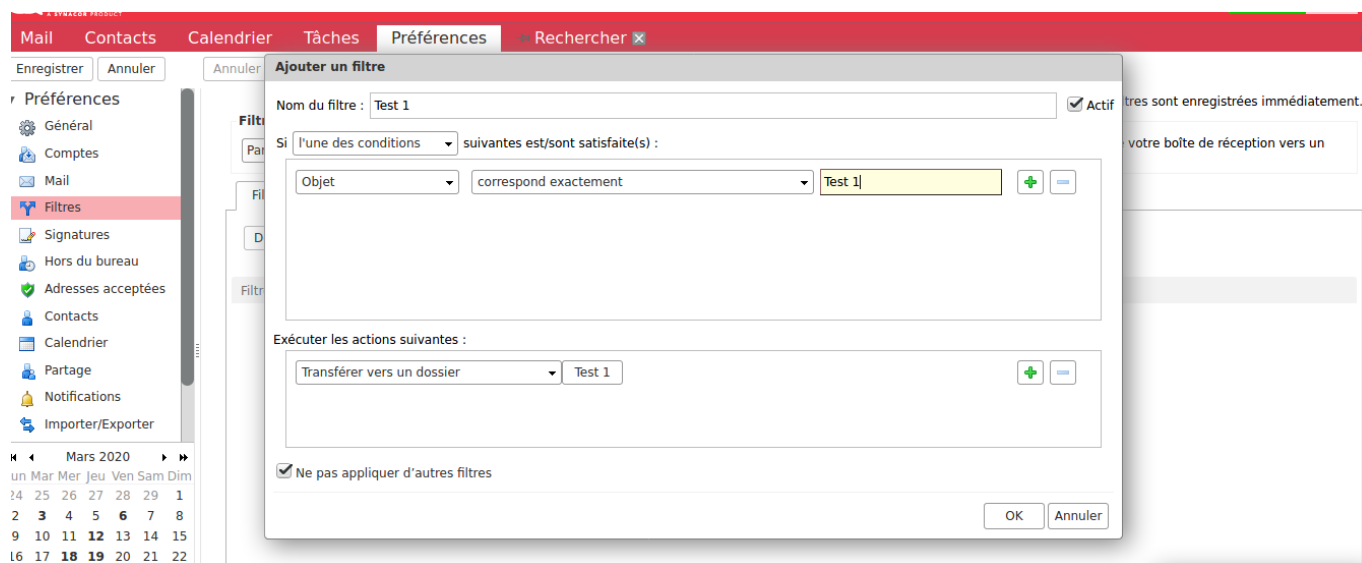 A SYNACOR PRODUCT
Mail Contacts Calendrier Tâches Préférences Rechercher
Enregistrer Annuler Annuler
Préférences
Général
Comptes
Mail
Filtres
Signatures
Hors du bureau
Adresses acceptées
Contacts
Calendrier
Partage
Notifications
Importer/Exporter
Mars 2020
Mar Mer Jeu Ven Sam Dim
24 25 26 27 28 29 1
2 3 4 5 6 7 8
9 10 11 12 13 14 15
16 17 18 19 20 21 22
Ajouter un filtre
Nom du filtre : Test 1 Actif
Si l'une des conditions suivantes est/sont satisfaite(s) :
Objet correspond exactement Test 1
Exécuter les actions suivantes :
Transférer vers un dossier Test 1
Ne pas appliquer d'autres filtres
OK Annuler
sont enregistrées immédiatement.
votre boîte de réception vers un